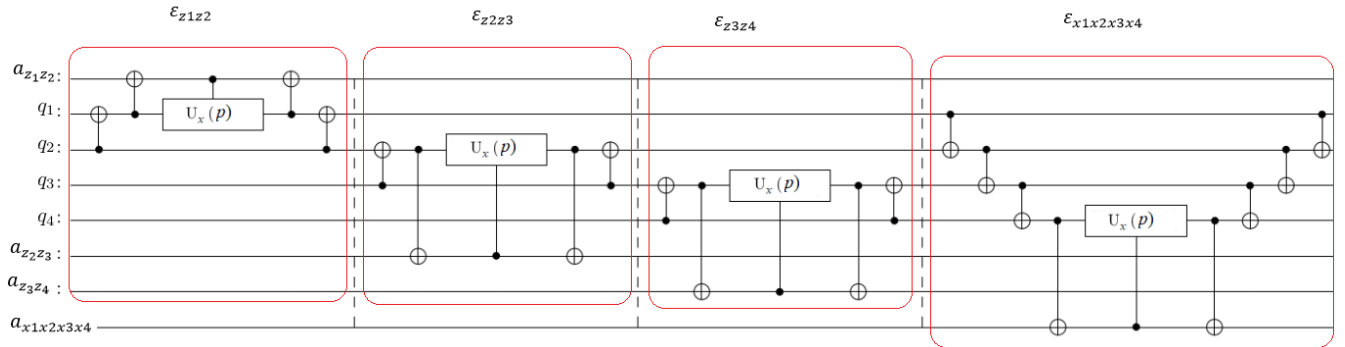 ε_{z1z2} ε_{z2z3} ε_{z3z4} ε_{x1x2x3x4}
a_{z_1z_2}:
q_1:
U_x(p)
q_2:
U_x(p)
q_3:
U_x(p)
q_4:
U_x(p)
a_{z_2z_3}:
a_{z_3z_4}:
a_{x1x2x3x4}